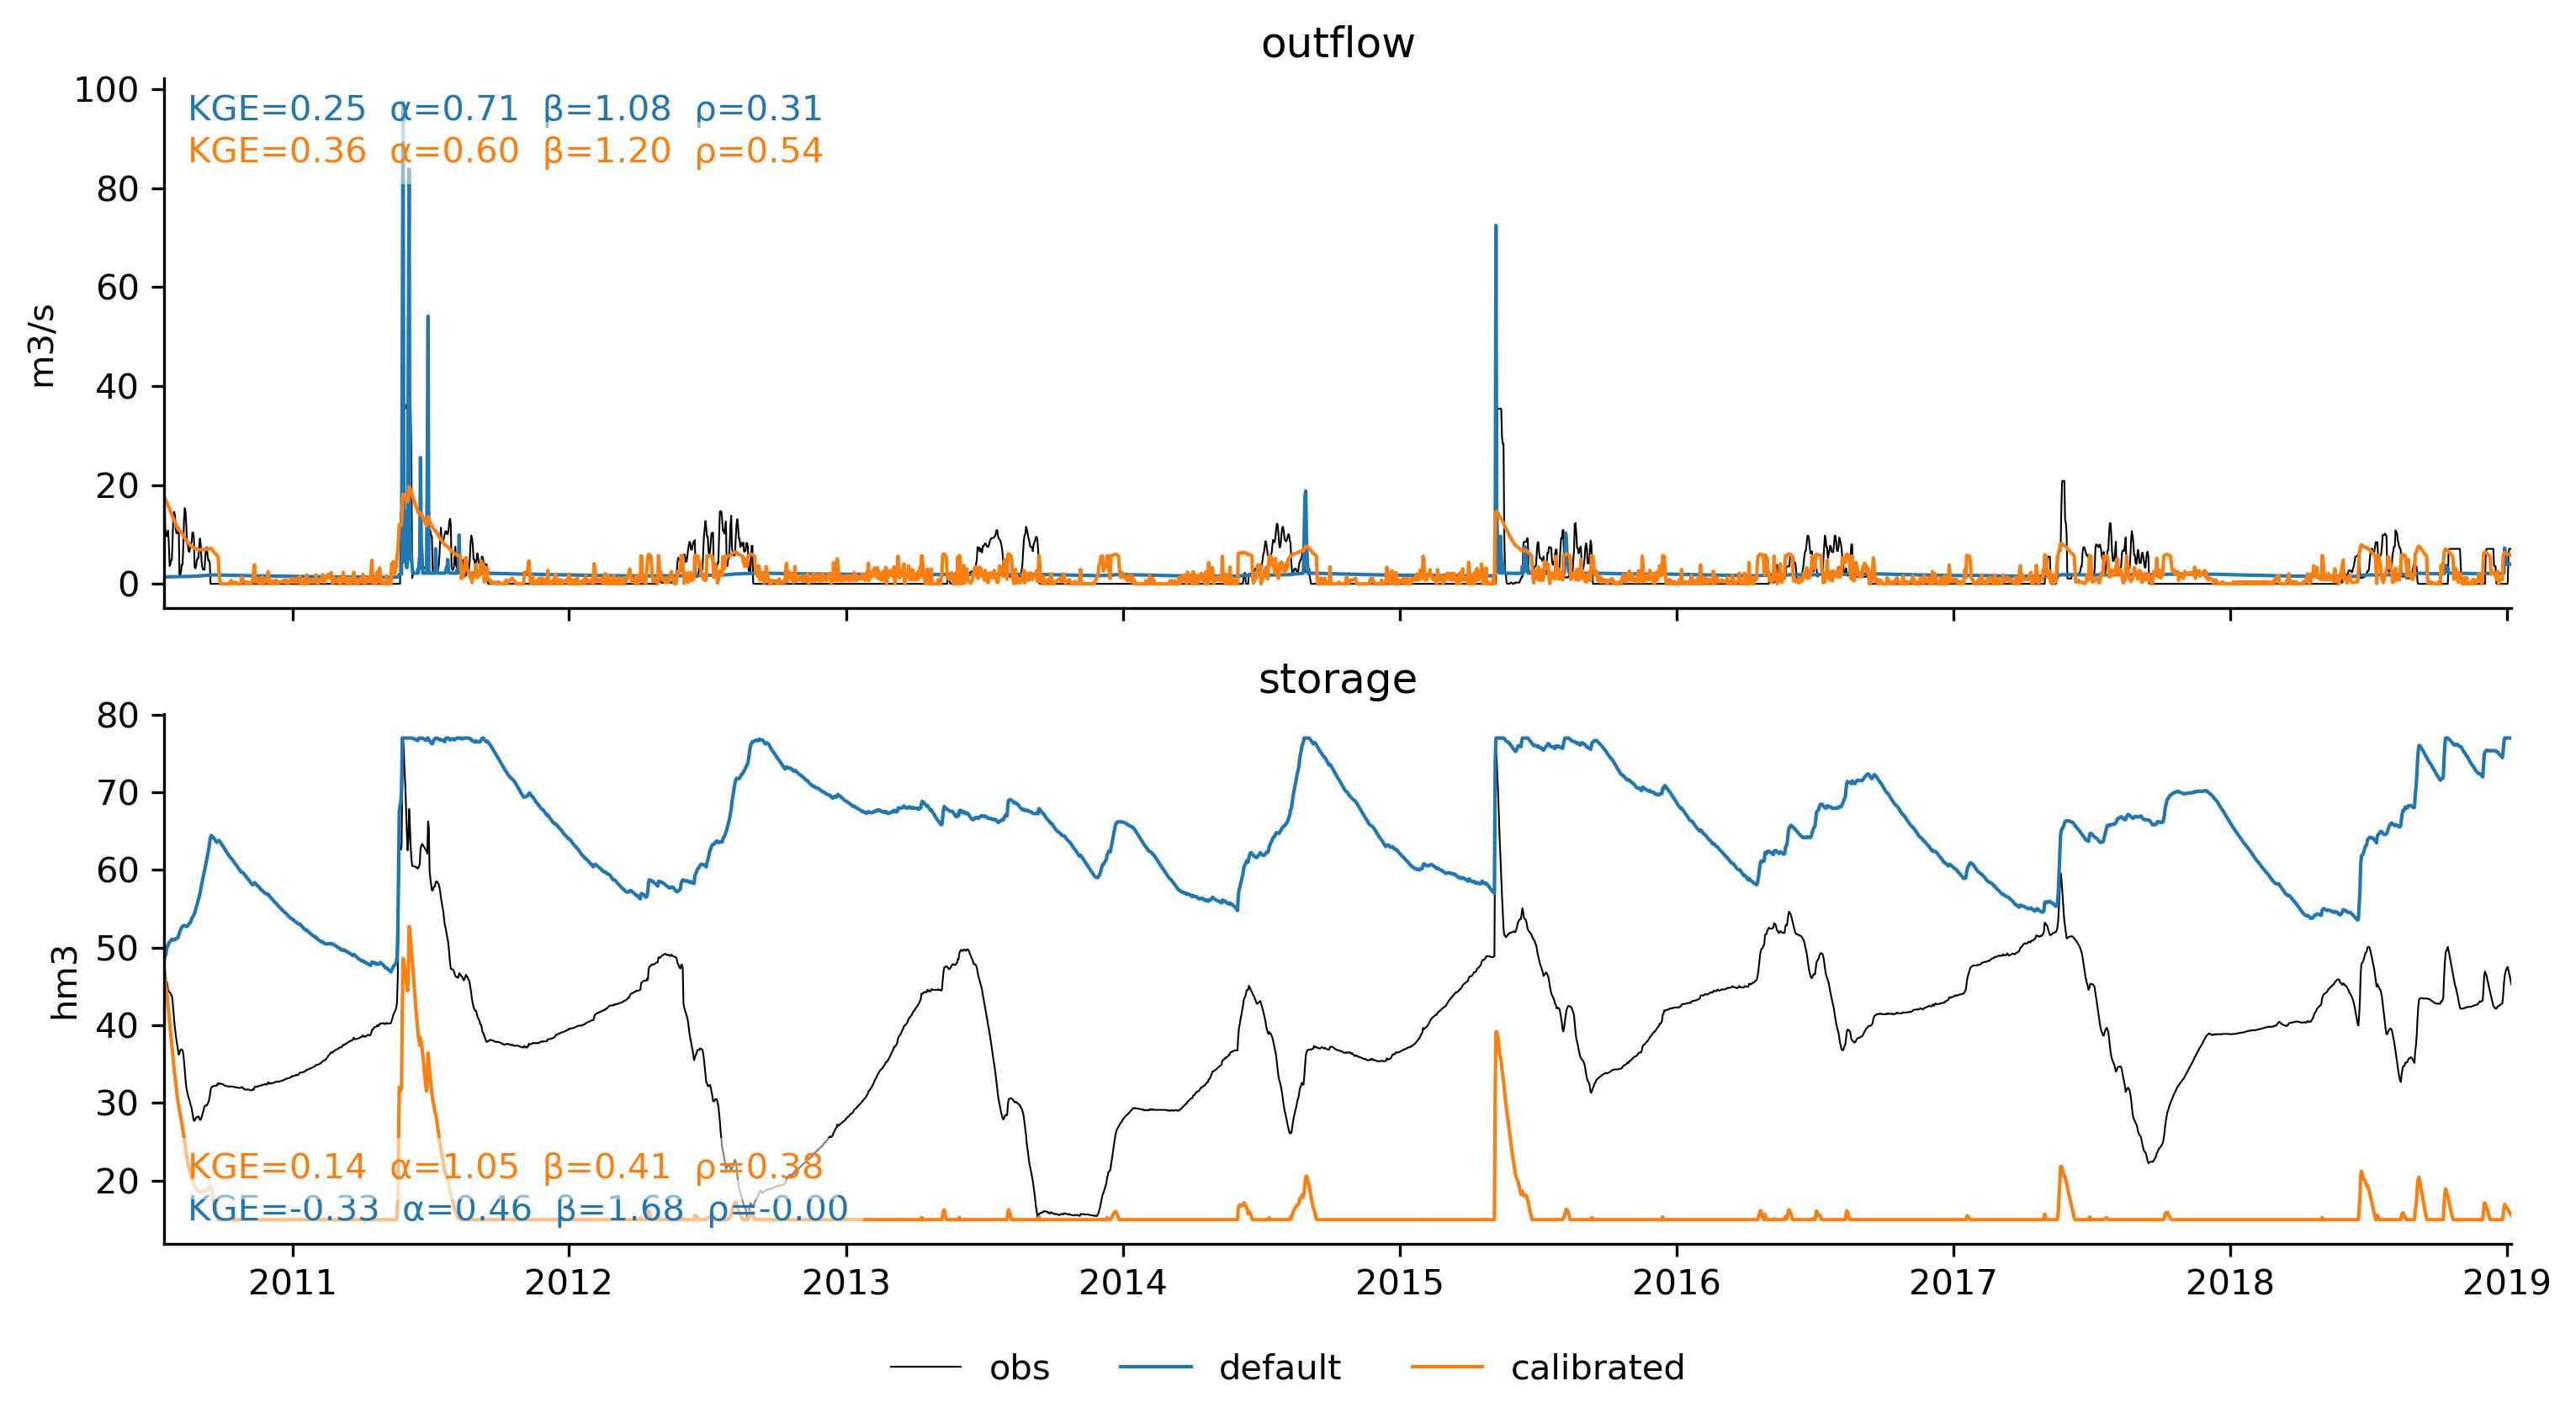 outflow
100
80
60
40
20
0
m3/s
KGE=0.25 α=0.71 β=1.08 ρ=0.31
KGE=0.36 α=0.60 β=1.20 ρ=0.54
storage
80
70
60
50
40
30
20
hm3
KGE=0.14 α=1.05 β=0.41 ρ=0.38
KGE=-0.33 α=0.46 β=1.68 ρ=-0.00
2011 2012 2013 2014 2015 2016 2017 2018 2019
obs default calibrated